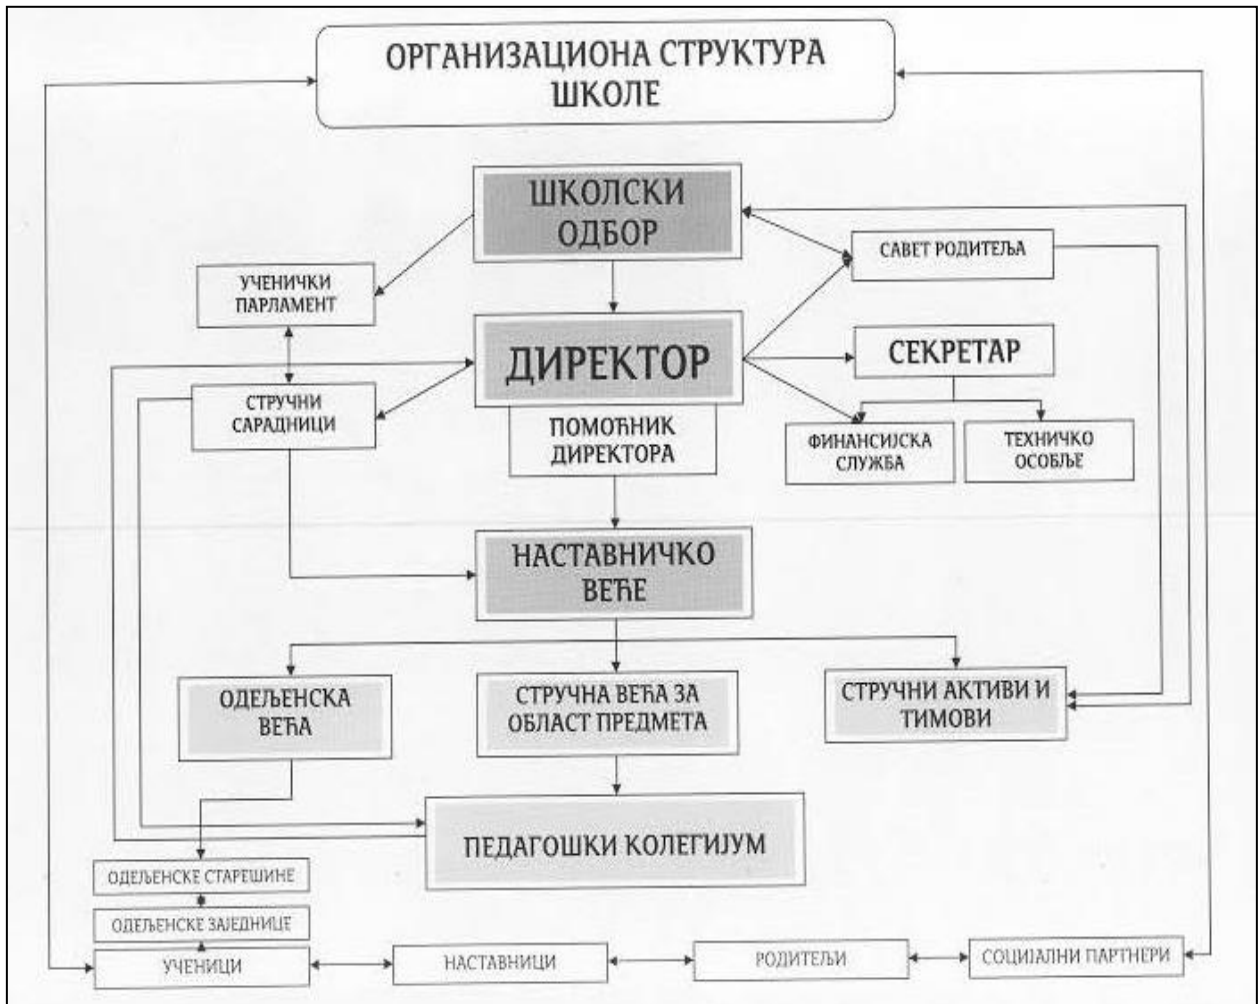 ОРГАНИЗАЦИОНА СТРУКТУРА
ШКОЛЕ
ШКОЛСКИ
ОДБОР
САВЕТ РОДИТЕЉА
УЧЕНИЧКИ
ПАРЛАМЕНТ
ДИРЕКТОР
СЕКРЕТАР
СТРУЧНИ
САРАДНИЦИ
ПОМОЋНИК
ДИРЕКТОРА
ФИНАНСИЈСКА
СЛУЖБА
ТЕХНИЧКО
ОСОБЉЕ
НАСТАВНИЧКО
ВЕЋЕ
ОДЕЉЕНСКА
ВЕЋА
СТРУЧНА ВЕЋА ЗА
ОБЛАСТ ПРЕДМЕТА
СТРУЧНИ АКТИВИ И
ТИМОВИ
ПЕДАГОШКИ КОЛЕГИЈУМ
ОДЕЉЕНСКЕ СТАРЕШИНЕ
ОДЕЉЕНСКЕ ЗАЈЕДНИЦЕ
УЧЕНИЦИ
НАСТАВНИЦИ
РОДИТЕЉИ
СОЦИЈАЛНИ ПАРТНЕРИ